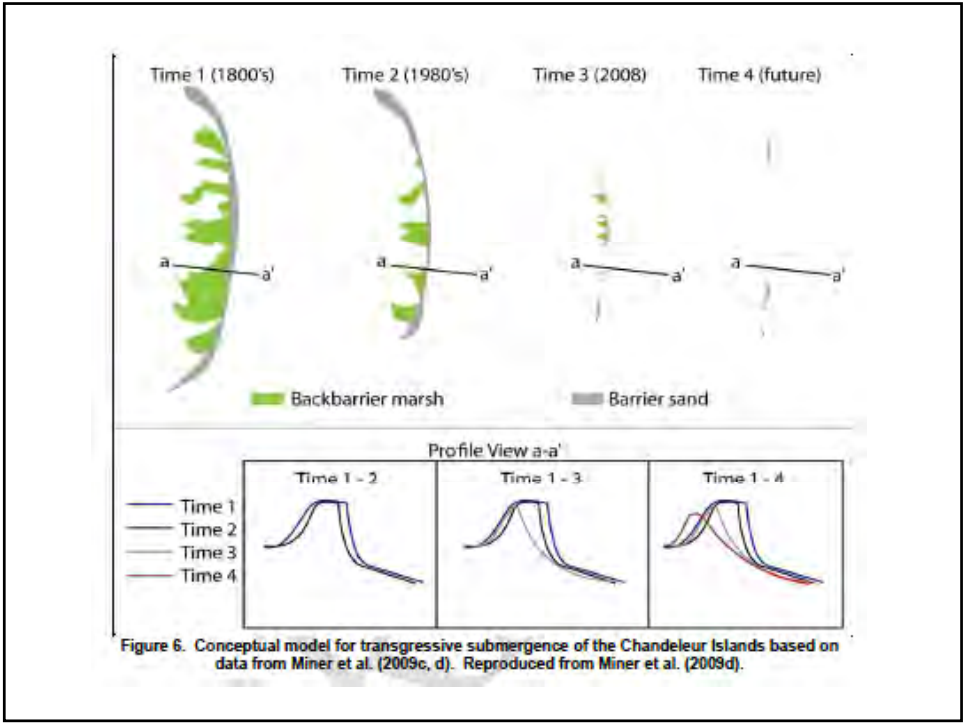 Time 1 (1800's) Time 2 (1980's) Time 3 (2008) Time 4 (future)
a a' a a' a a' a a'
Backbarrier marsh Barrier sand
Profile View a-a'
Time 1 - 2 Time 1 - 3 Time 1 - 4
Time 1
Time 2
Time 3
Time 4
Figure 6. Conceptual model for transgressive submergence of the Chandeleur Islands based on
data from Miner et al. (2009c, d). Reproduced from Miner et al. (2009d).